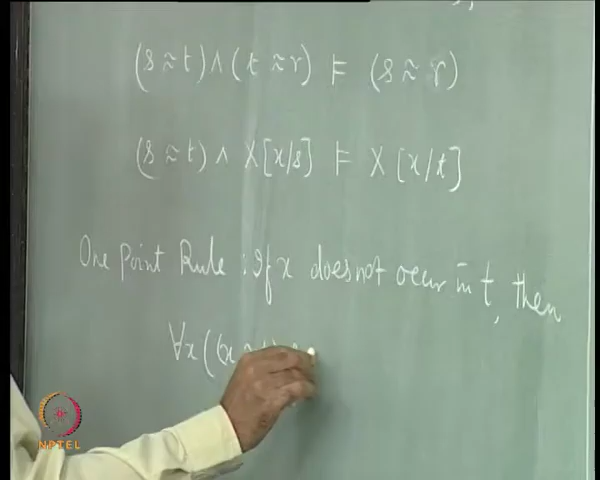 (s ≈ t) ∧ (t ≈ r) ⊨ (s ≈ r)
(s ≈ t) ∧ X[x/s] ⊨ X[x/t]
One Point Rule : If x does not occur in t, then
∀x((x ≈
NPTEL